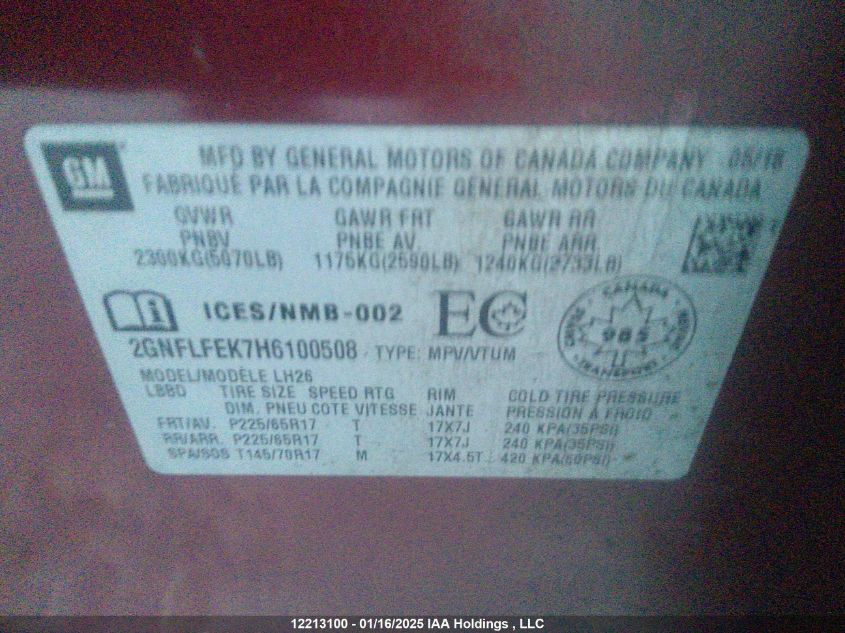 GM
MFD BY GENERAL MOTORS OF CANADA COMPANY 05/16
FABRIQUÉ PAR LA COMPAGNIE GENERAL MOTORS DU CANADA
GVWR GAWR FRT GAWR RR
PNBV PNBE AV. PNBE ARR.
2300KG(5070LB) 1175KG(2590LB) 1240KG(2733LB)
ICES/NMB-002 EC
CANADA
TRANSPORT
2GNFLFEK7H6100508 TYPE: MPV/VTUM
MODEL/MODÈLE LH26
LBBD TIRE SIZE SPEED RTG RIM COLD TIRE PRESSURE
DIM. PNEU COTE VITESSE JANTE PRESSION À FROID
FRT/AV. P225/65R17 T 17X7J 240 KPA(35PSI)
RR/ARR. P225/65R17 T 17X7J 240 KPA(35PSI)
SPA/SOS T145/70R17 M 17X4.5T 420 KPA(60PSI)
12213100 - 01/16/2025 IAA Holdings , LLC